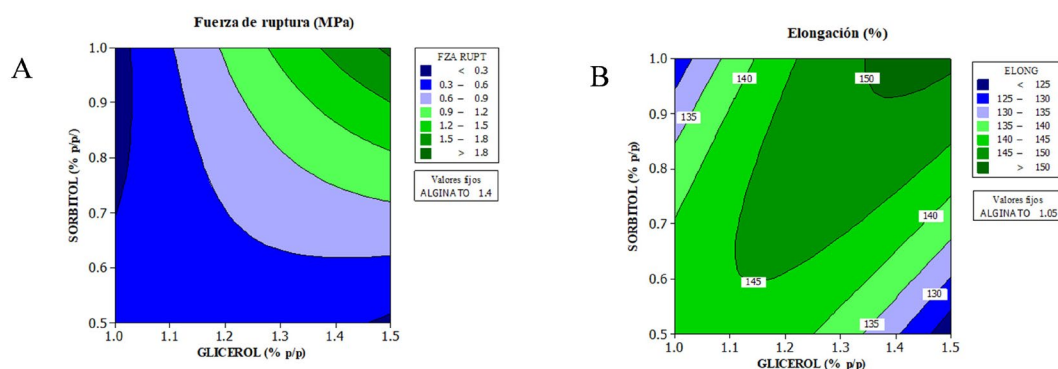 A
Fuerza de ruptura (MPa)
1.0
0.9
0.8
0.7
0.6
0.5
SORBITOL (% p/p/)
1.0
1.1
1.2
1.3
1.4
1.5
GLICEROL (% p/p)
FZA RUPT
< 0.3
0.3 – 0.6
0.6 – 0.9
0.9 – 1.2
1.2 – 1.5
1.5 – 1.8
> 1.8
Valores fijos
ALGINATO 1.4
B
Elongación (%)
1.0
0.9
0.8
0.7
0.6
0.5
SORBITOL (% p/p)
140
150
135
140
145
130
135
1.0
1.1
1.2
1.3
1.4
1.5
GLICEROL (% p/p)
ELONG
< 125
125 – 130
130 – 135
135 – 140
140 – 145
145 – 150
> 150
Valores fijos
ALGINATO 1.05